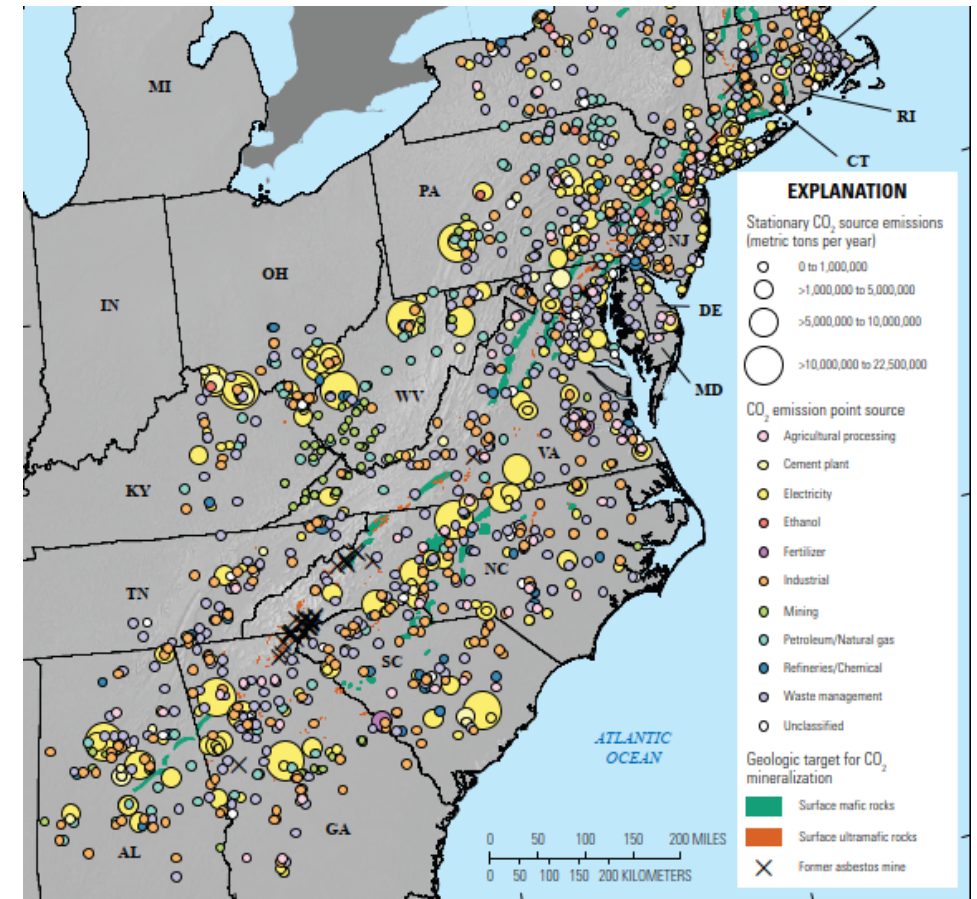 MI
RI
CT
PA
NJ
OH
IN
DE
MD
WV
VA
KY
NC
TN
SC
ATLANTIC
OCEAN
GA
AL
0 50 100 150 200 MILES
0 50 100 150 200 KILOMETERS
EXPLANATION
Stationary CO₂ source emissions
(metric tons per year)
0 to 1,000,000
>1,000,000 to 5,000,000
>5,000,000 to 10,000,000
>10,000,000 to 22,500,000
CO₂ emission point source
Agricultural processing
Cement plant
Electricity
Ethanol
Fertilizer
Industrial
Mining
Petroleum/Natural gas
Refineries/Chemical
Waste management
Unclassified
Geologic target for CO₂
mineralization
Surface mafic rocks
Surface ultramafic rocks
Former asbestos mine